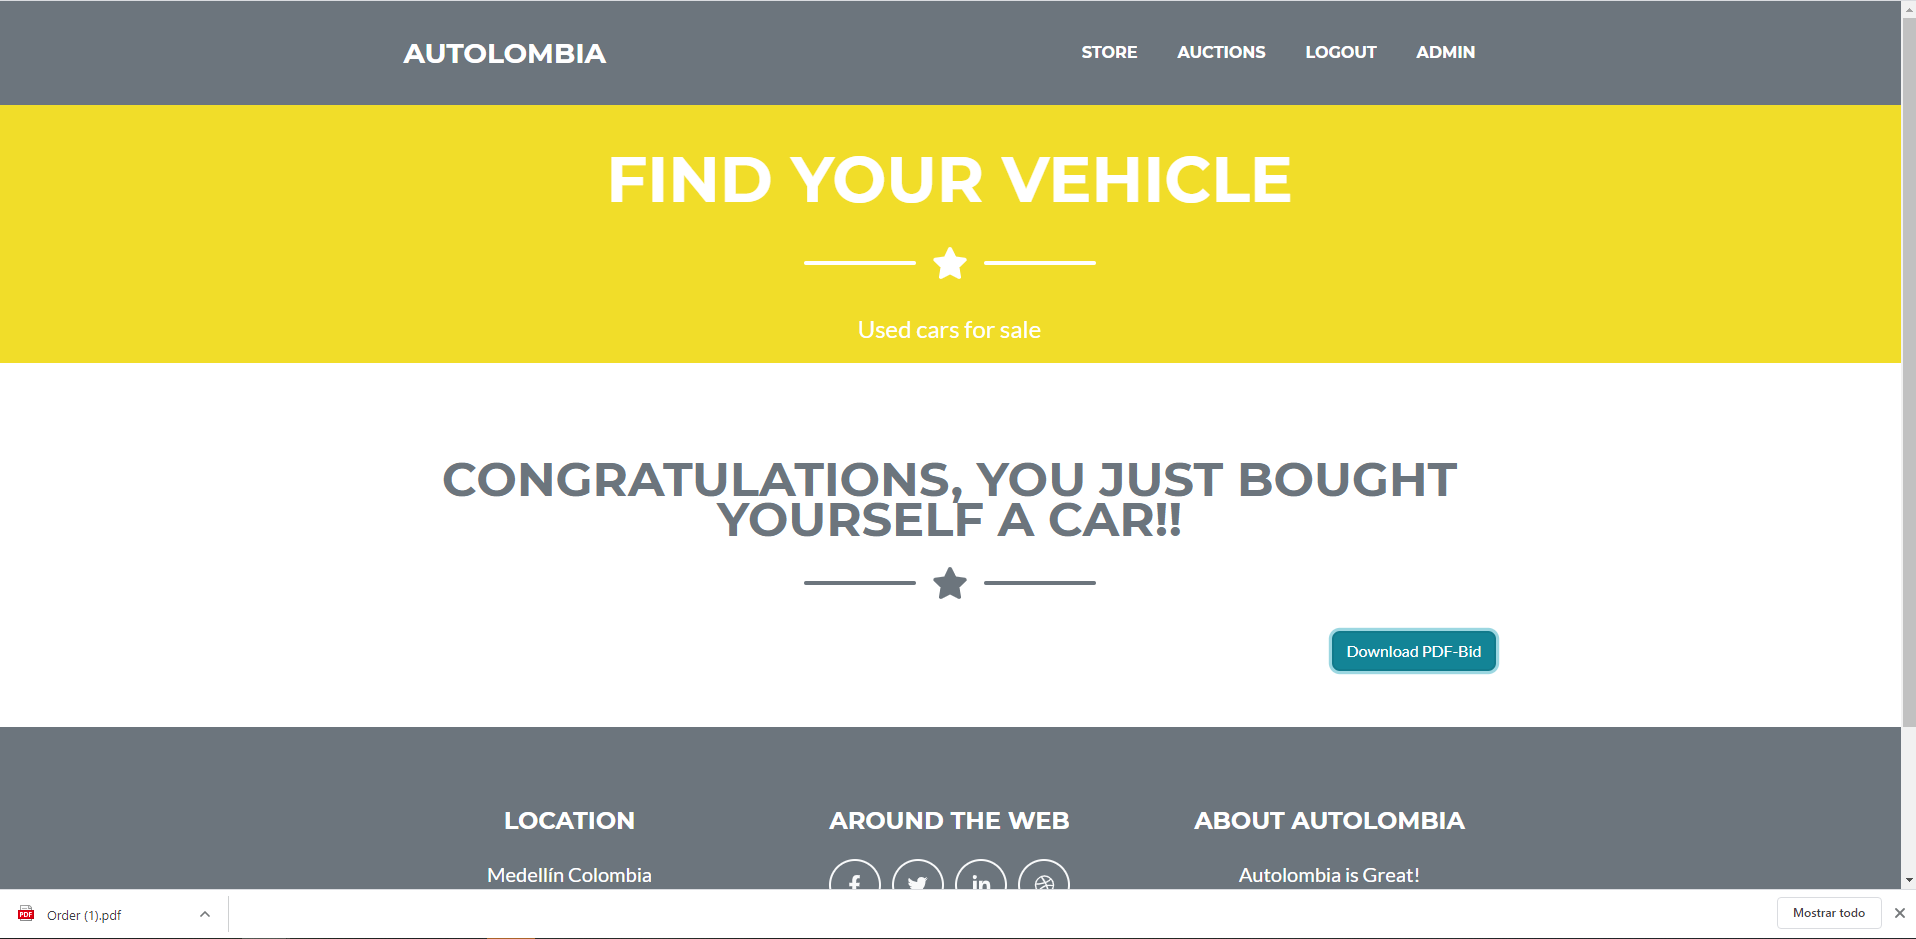 AUTOLOMBIA
STORE AUCTIONS LOGOUT ADMIN
FIND YOUR VEHICLE
Used cars for sale
CONGRATULATIONS, YOU JUST BOUGHT
YOURSELF A CAR!!
Download PDF-Bid
LOCATION
Medellín Colombia
AROUND THE WEB
ABOUT AUTOLOMBIA
Autolombia is Great!
PDF
Order (1).pdf
Mostrar todo